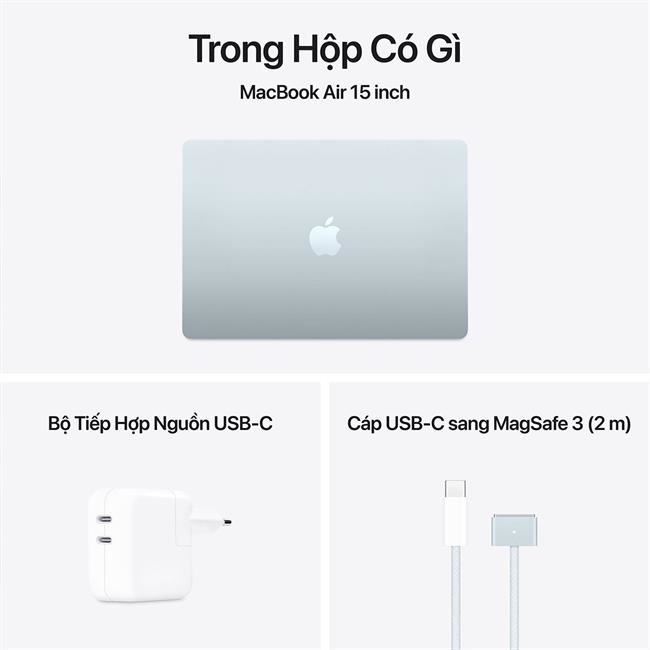 Trong Hộp Có Gì
MacBook Air 15 inch
Bộ Tiếp Hợp Nguồn USB-C
Cáp USB-C sang MagSafe 3 (2 m)